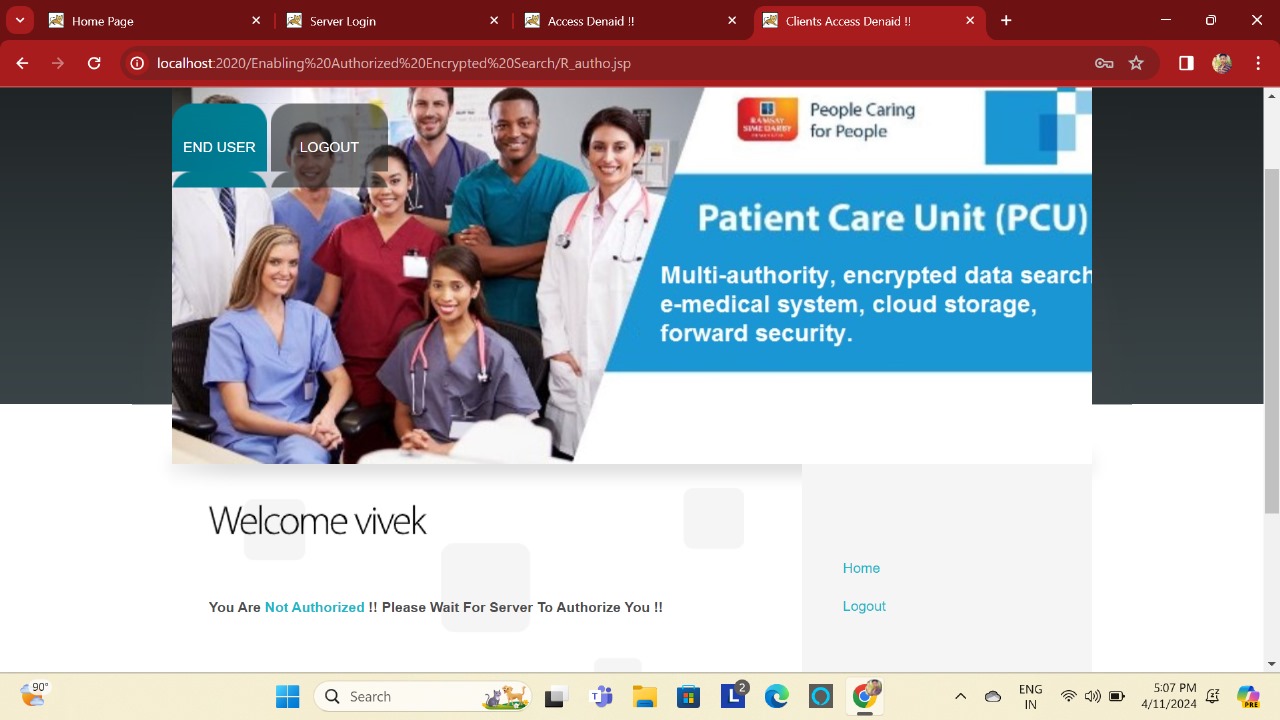 Home Page
Server Login
Access Denaid !!
Clients Access Denaid !!
localhost:2020/Enabling%20Authorized%20Encrypted%20Search/R_autho.jsp
END USER
LOGOUT
RAMSAY
SIME DARBY
People Caring
for People
Patient Care Unit (PCU)
Multi-authority, encrypted data search
e-medical system, cloud storage,
forward security.
Welcome vivek
You Are Not Authorized !! Please Wait For Server To Authorize You !!
Home
Logout
90°
Search
2
ENG
IN
5:07 PM
4/11/2024
PRE